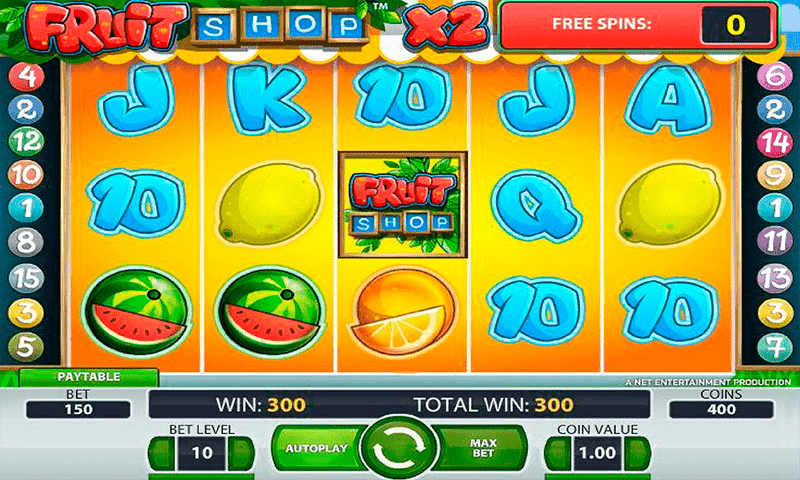 FRUIT SHOP™ X2 FREE SPINS: 0
4 J K 10 J A 6
2 2
12 14
10 10 FRUIT SHOP Q 9
1 1
8 11
15 13
3 10 10 3
5 7
PAYTABLE A NET ENTERTAINMENT PRODUCTION
BET WIN: 300 TOTAL WIN: 300 COINS
150 400
BET LEVEL AUTOPLAY MAX BET COIN VALUE
10 1.00